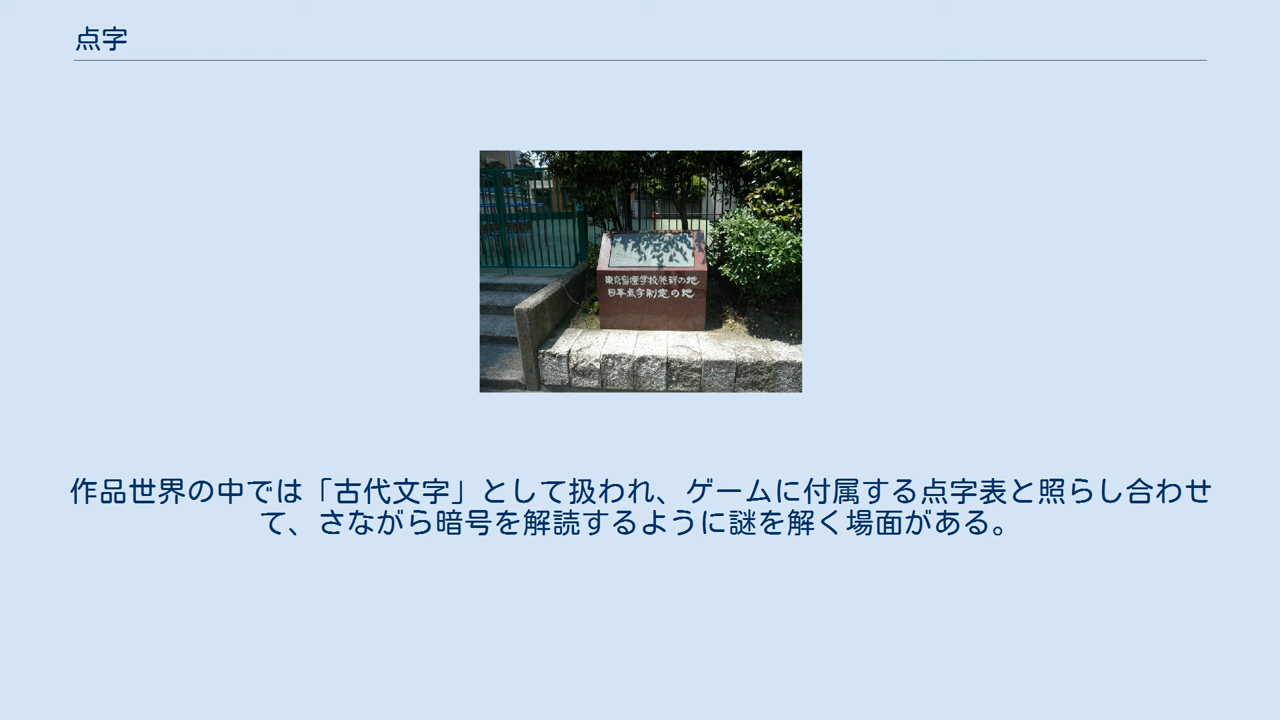 点字
東京盲唖学校発祥の地
日本点字制定の地
作品世界の中では「古代文字」として扱われ、ゲームに付属する点字表と照らし合わせ
て、さながら暗号を解読するように謎を解く場面がある。